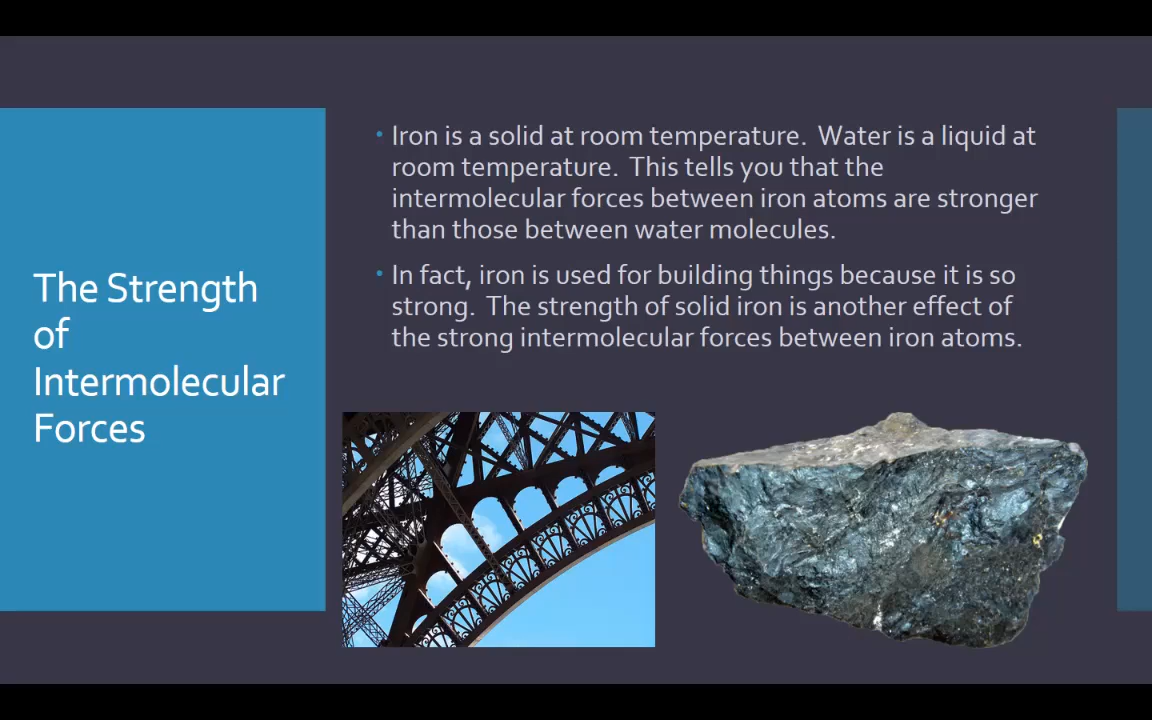 The Strength
of
Intermolecular
Forces
• Iron is a solid at room temperature.  Water is a liquid at
room temperature.  This tells you that the
intermolecular forces between iron atoms are stronger
than those between water molecules.
• In fact, iron is used for building things because it is so
strong.  The strength of solid iron is another effect of
the strong intermolecular forces between iron atoms.